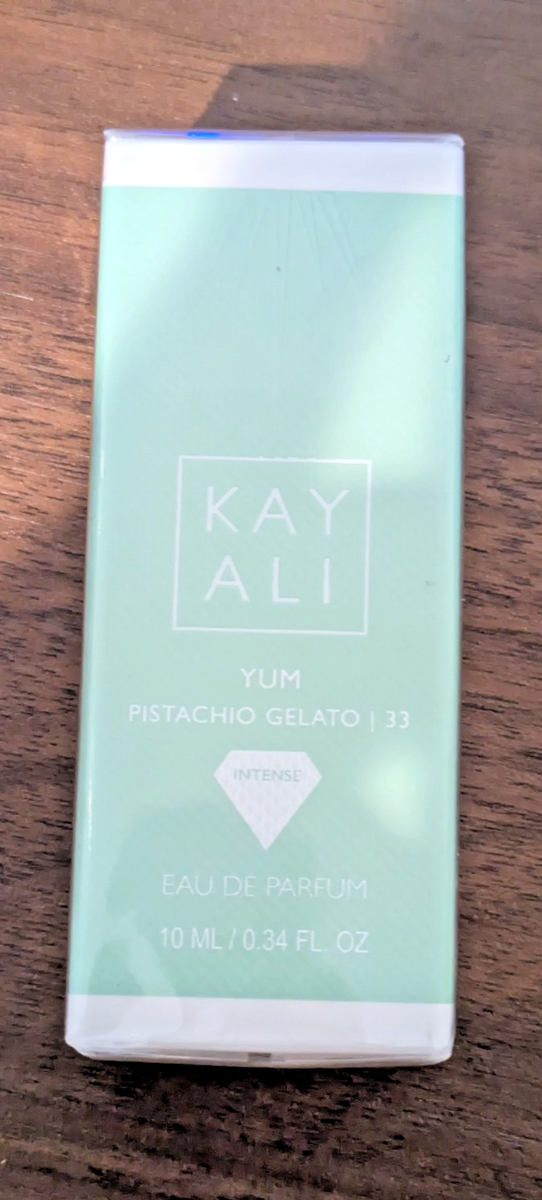 KAY
ALI
YUM
PISTACHIO GELATO | 33
INTENSE
EAU DE PARFUM
10 ML / 0.34 FL. OZ